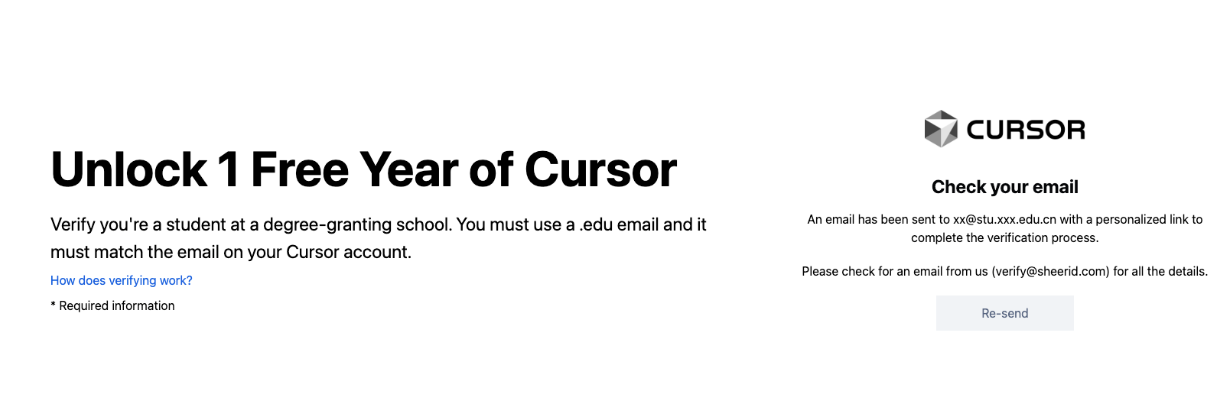 Unlock 1 Free Year of Cursor
Verify you're a student at a degree-granting school. You must use a .edu email and it
must match the email on your Cursor account.
How does verifying work?
* Required information
CURSOR
Check your email
An email has been sent to xx@stu.xxx.edu.cn with a personalized link to
complete the verification process.
Please check for an email from us (verify@sheerid.com) for all the details.
Re-send